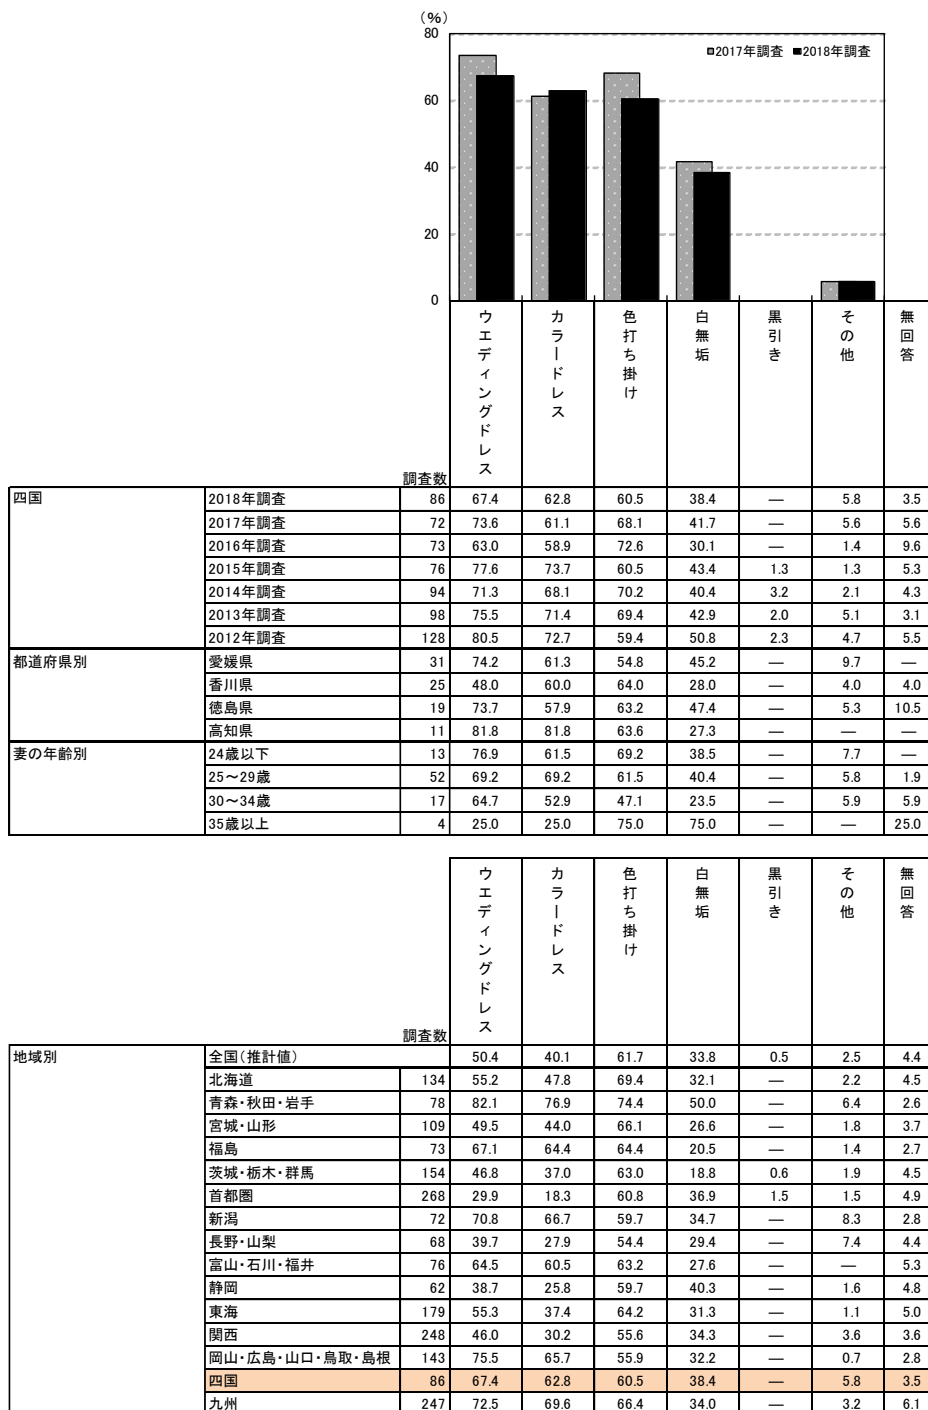 (%)
80
60
40
20
0
2017年調査 2018年調査
調査数 ウエディングドレス カラードレス 色打ち掛け 白無垢 黒引き その他 無回答
四国 2018年調査 86 67.4 62.8 60.5 38.4 — 5.8 3.5
2017年調査 72 73.6 61.1 68.1 41.7 — 5.6 5.6
2016年調査 73 63.0 58.9 72.6 30.1 — 1.4 9.6
2015年調査 76 77.6 73.7 60.5 43.4 1.3 1.3 5.3
2014年調査 94 71.3 68.1 70.2 40.4 3.2 2.1 4.3
2013年調査 98 75.5 71.4 69.4 42.9 2.0 5.1 3.1
2012年調査 128 80.5 72.7 59.4 50.8 2.3 4.7 5.5
都道府県別 愛媛県 31 74.2 61.3 54.8 45.2 — 9.7 —
香川県 25 48.0 60.0 64.0 28.0 — 4.0 4.0
徳島県 19 73.7 57.9 63.2 47.4 — 5.3 10.5
高知県 11 81.8 81.8 63.6 27.3 — — —
妻の年齢別 24歳以下 13 76.9 61.5 69.2 38.5 — 7.7 —
25〜29歳 52 69.2 69.2 61.5 40.4 — 5.8 1.9
30〜34歳 17 64.7 52.9 47.1 23.5 — 5.9 5.9
35歳以上 4 25.0 25.0 75.0 75.0 — — 25.0
調査数 ウエディングドレス カラードレス 色打ち掛け 白無垢 黒引き その他 無回答
地域別 全国(推計値) 50.4 40.1 61.7 33.8 0.5 2.5 4.4
北海道 134 55.2 47.8 69.4 32.1 — 2.2 4.5
青森・秋田・岩手 78 82.1 76.9 74.4 50.0 — 6.4 2.6
宮城・山形 109 49.5 44.0 66.1 26.6 — 1.8 3.7
福島 73 67.1 64.4 64.4 20.5 — 1.4 2.7
茨城・栃木・群馬 154 46.8 37.0 63.0 18.8 0.6 1.9 4.5
首都圏 268 29.9 18.3 60.8 36.9 1.5 1.5 4.9
新潟 72 70.8 66.7 59.7 34.7 — 8.3 2.8
長野・山梨 68 39.7 27.9 54.4 29.4 — 7.4 4.4
富山・石川・福井 76 64.5 60.5 63.2 27.6 — — 5.3
静岡 62 38.7 25.8 59.7 40.3 — 1.6 4.8
東海 179 55.3 37.4 64.2 31.3 — 1.1 5.0
関西 248 46.0 30.2 55.6 34.3 — 3.6 3.6
岡山・広島・山口・鳥取・島根 143 75.5 65.7 55.9 32.2 — 0.7 2.8
四国 86 67.4 62.8 60.5 38.4 — 5.8 3.5
九州 247 72.5 69.6 66.4 34.0 — 3.2 6.1